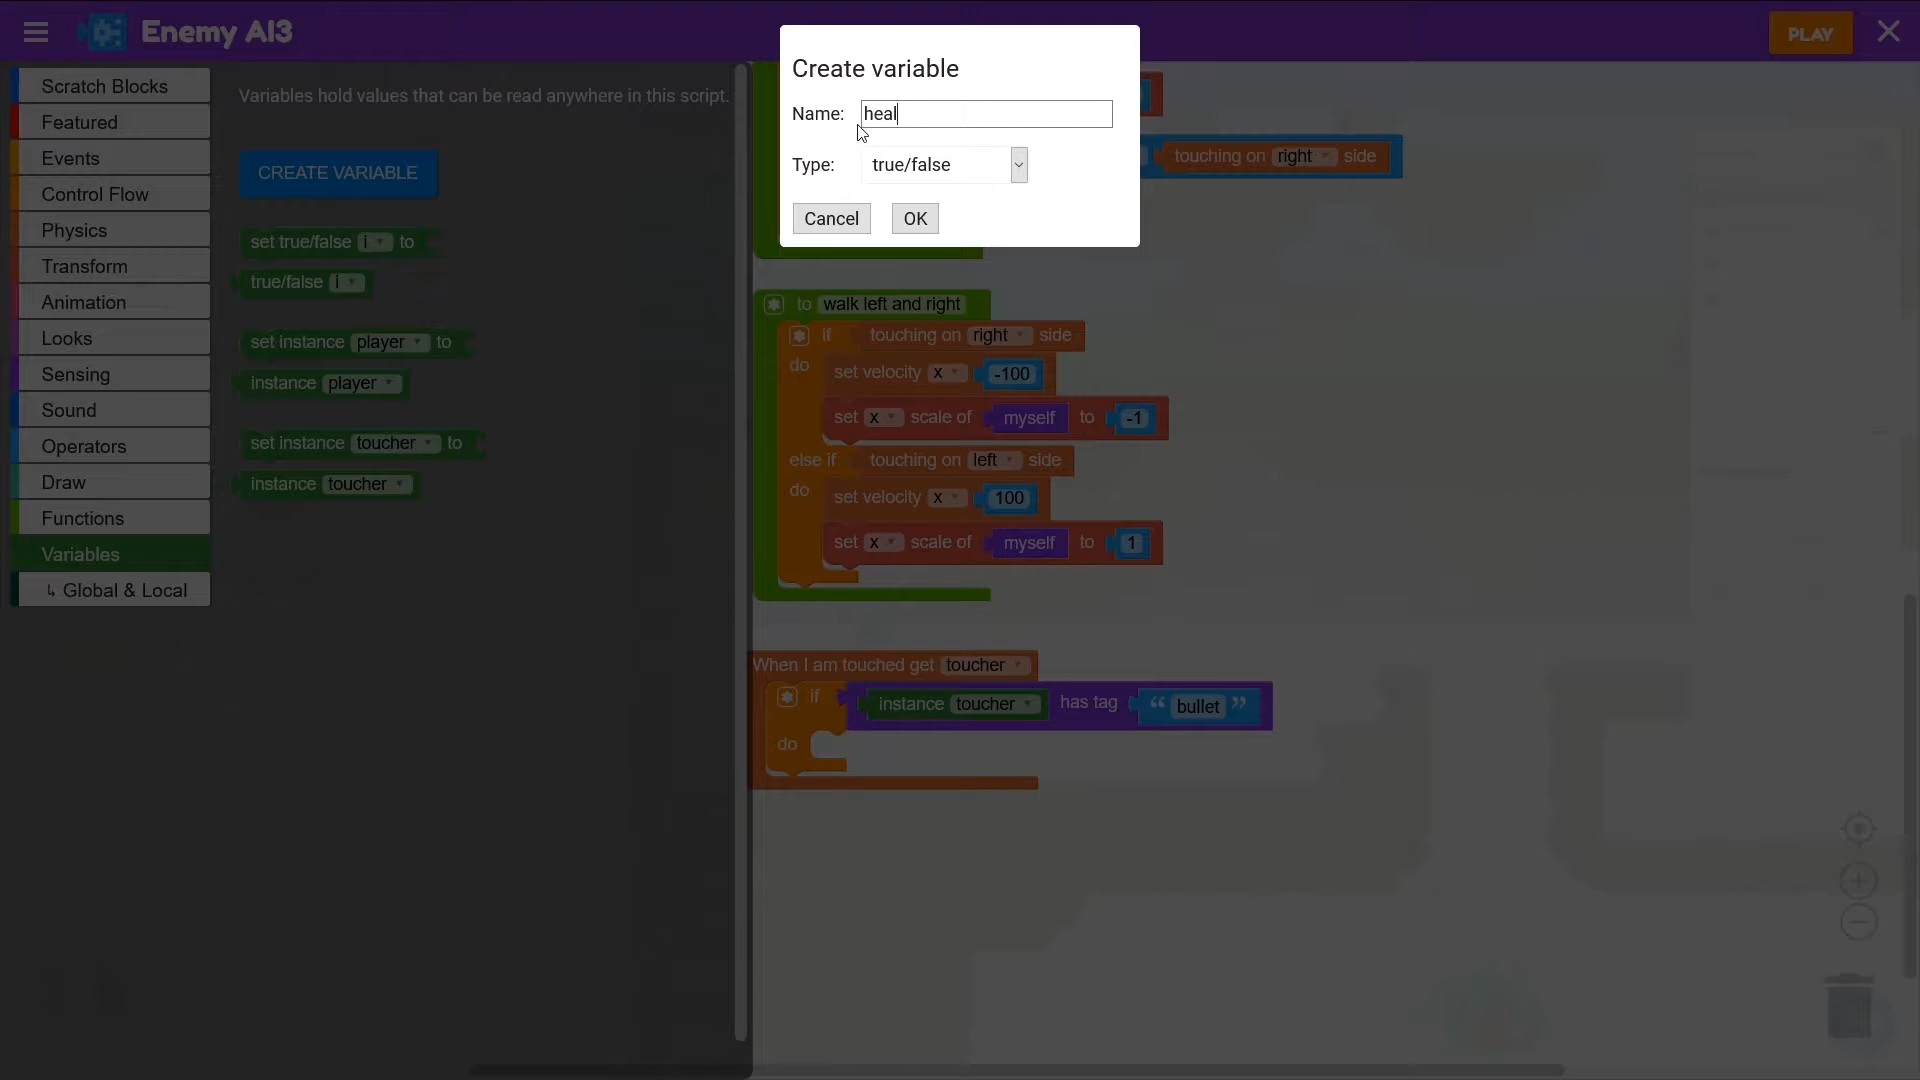 Enemy AI3
PLAY
Create variable
Name: heal
Type: true/false
Cancel OK
Scratch Blocks
Featured
Events
Control Flow
Physics
Transform
Animation
Looks
Sensing
Sound
Operators
Draw
Functions
Variables
↳ Global & Local
Variables hold values that can be read anywhere in this script.
CREATE VARIABLE
set true/false i to
true/false i
set instance player to
instance player
set instance toucher to
instance toucher
touching on right side
to walk left and right
if touching on right side
do set velocity x -100
set x scale of myself to -1
else if touching on left side
do set velocity x 100
set x scale of myself to 1
When I am touched get toucher
if instance toucher has tag “ bullet ”
do